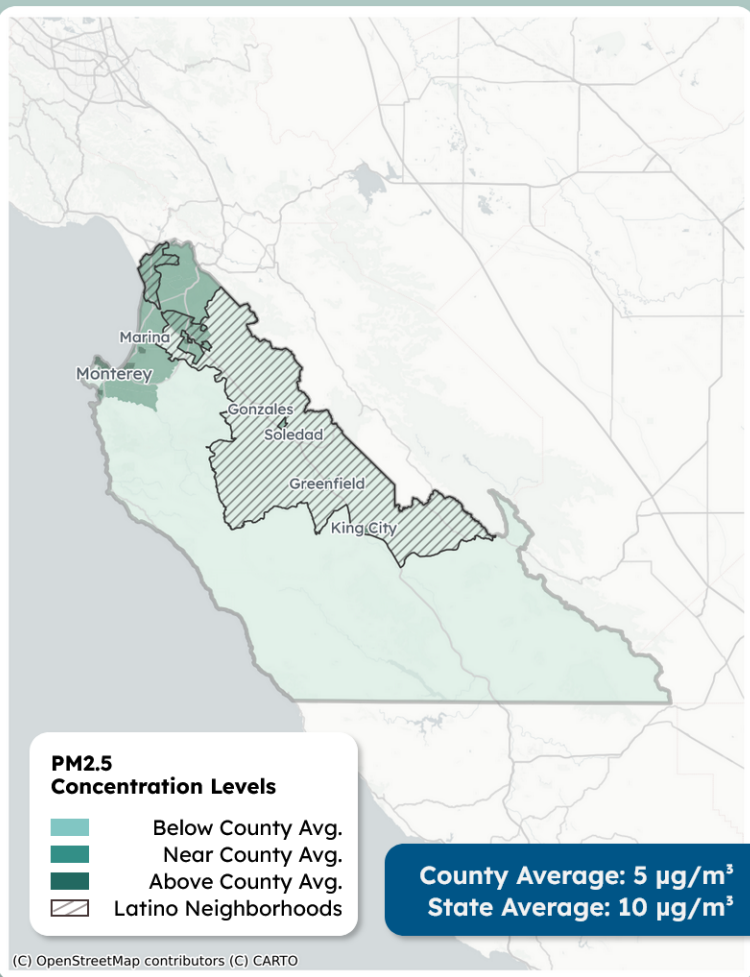 Marina
Monterey
Gonzales
Soledad
Greenfield
King City
PM2.5
Concentration Levels
Below County Avg.
Near County Avg.
Above County Avg.
Latino Neighborhoods
County Average: 5 µg/m³
State Average: 10 µg/m³
(C) OpenStreetMap contributors (C) CARTO